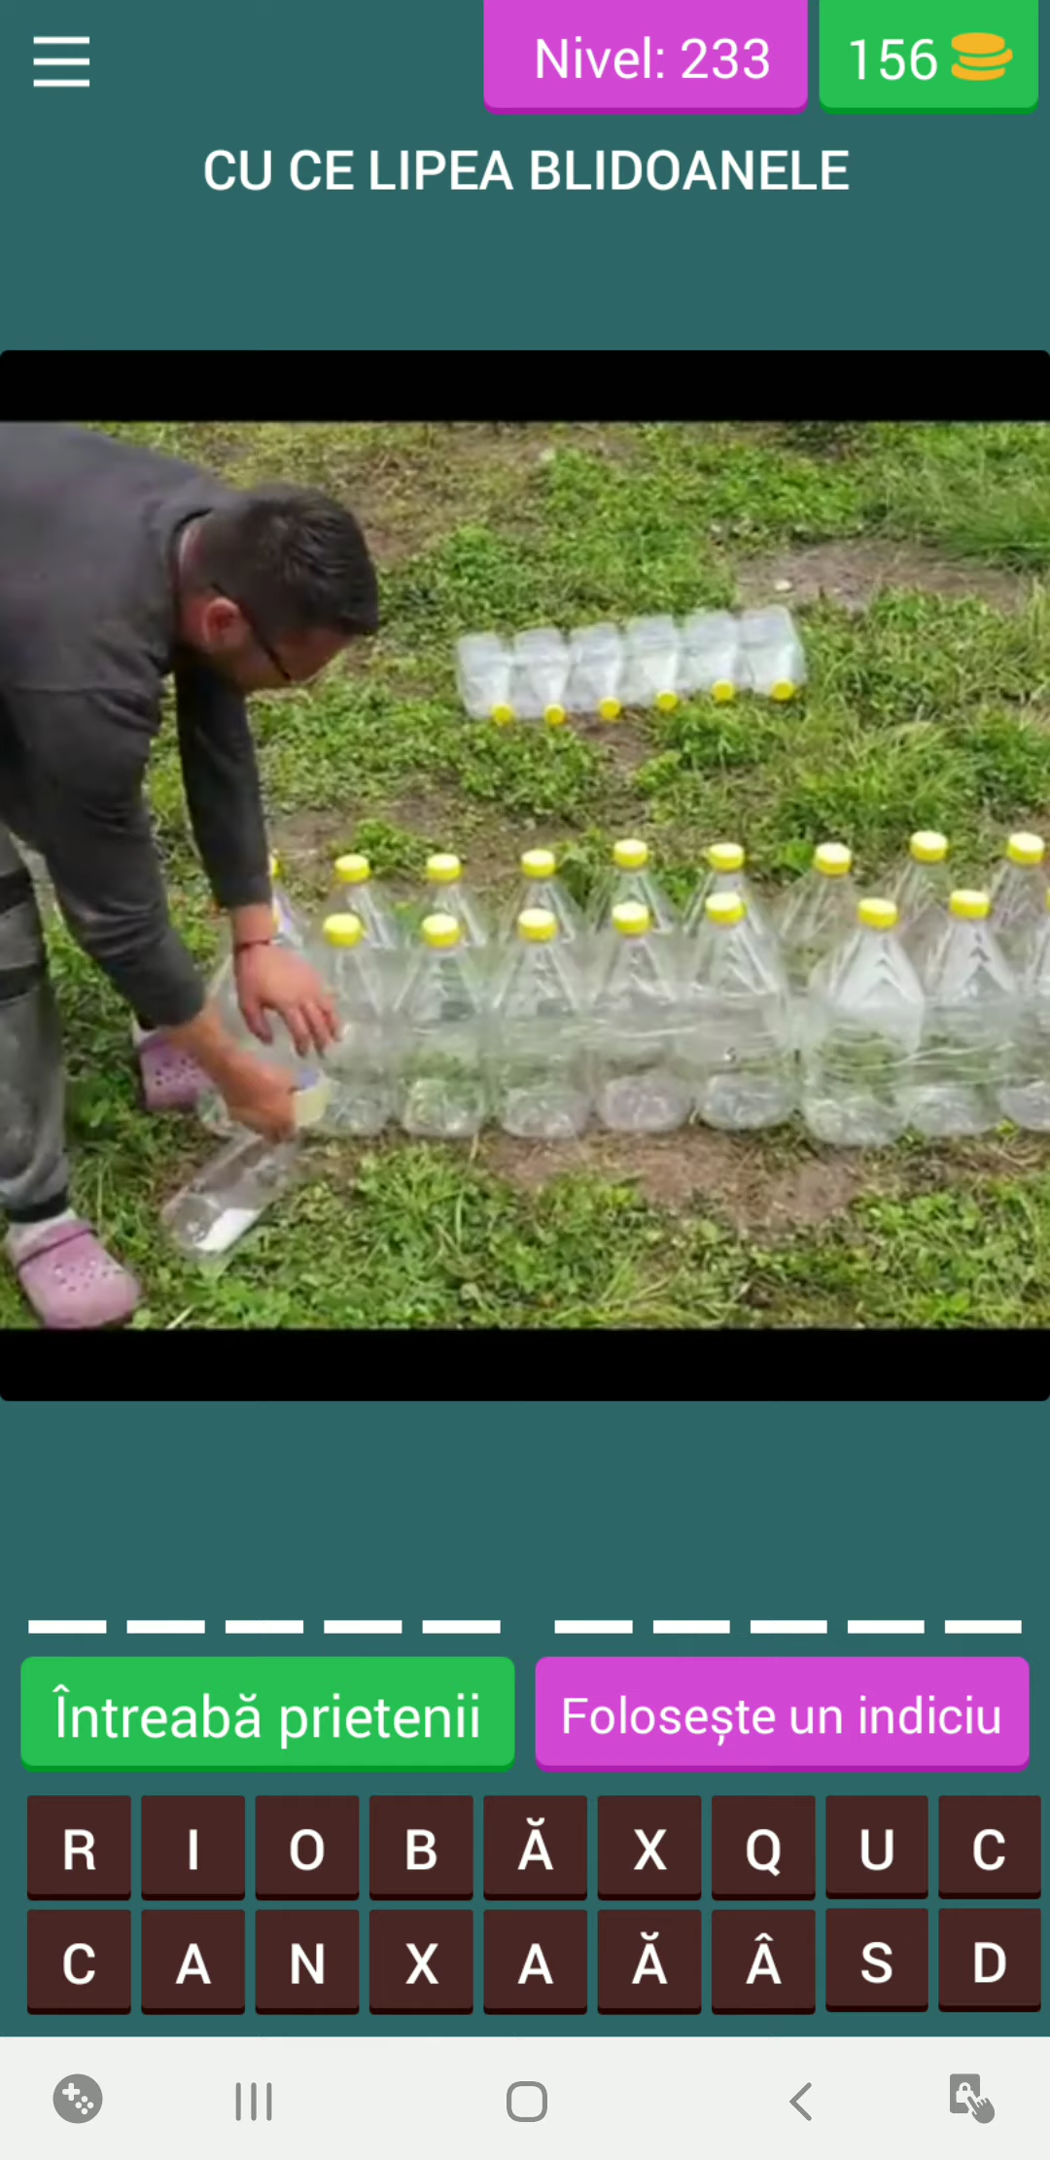 Nivel: 233
156
CU CE LIPEA BLIDOANELE
Întreabă prietenii
Folosește un indiciu
R I O B Ă X Q U C
C A N X A Ă Â S D